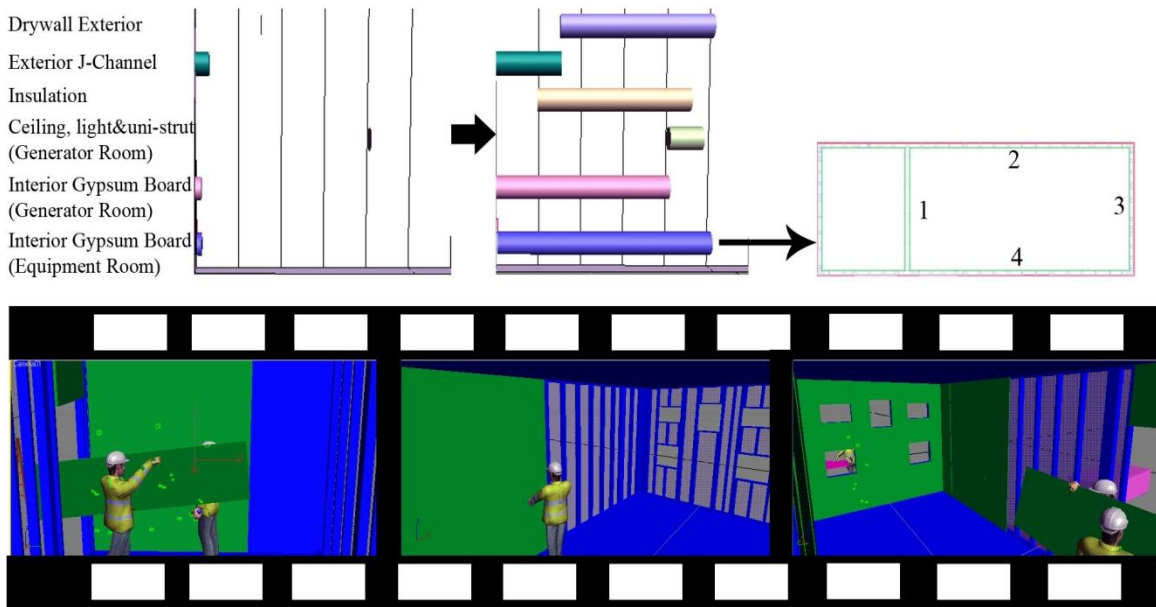 Drywall Exterior
Exterior J-Channel
Insulation
Ceiling, light&uni-strut
(Generator Room)
Interior Gypsum Board
(Generator Room)
Interior Gypsum Board
(Equipment Room)
1
2
3
4
Camera01